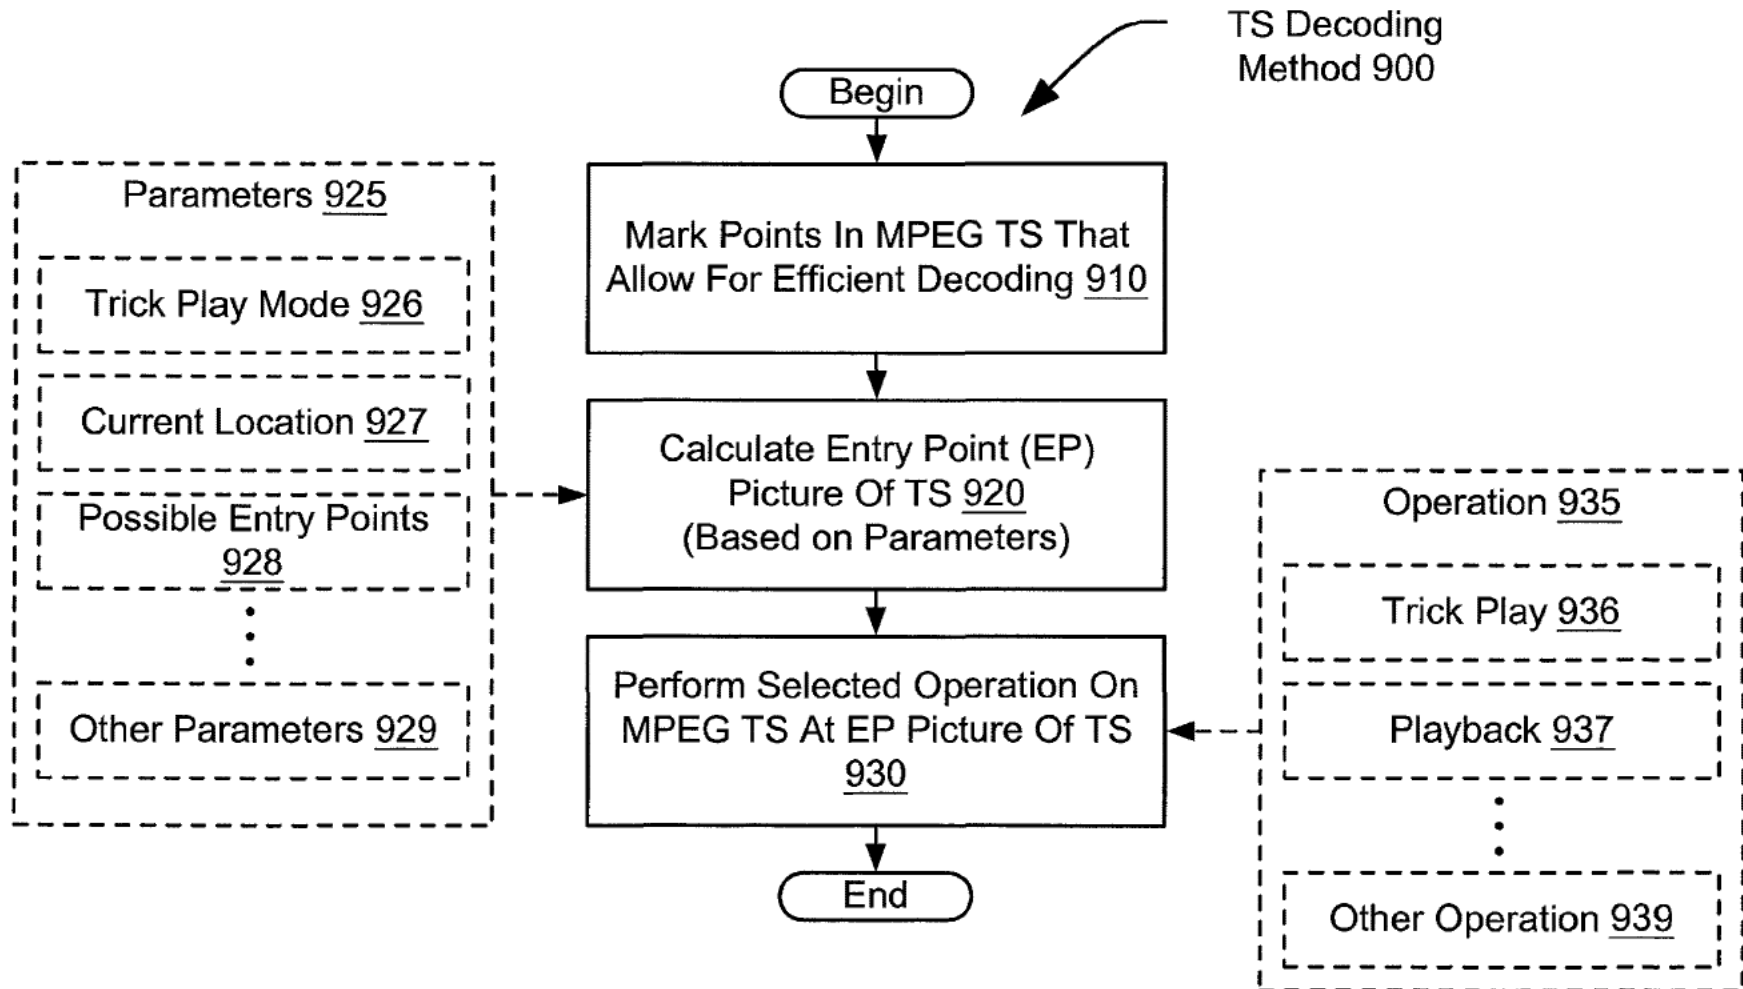 TS Decoding
Method 900
Begin
Mark Points In MPEG TS That
Allow For Efficient Decoding 910
Parameters 925
Trick Play Mode 926
Current Location 927
Possible Entry Points
928
Other Parameters 929
Calculate Entry Point (EP)
Picture Of TS 920
(Based on Parameters)
Operation 935
Trick Play 936
Playback 937
Other Operation 939
Perform Selected Operation On
MPEG TS At EP Picture Of TS
930
End